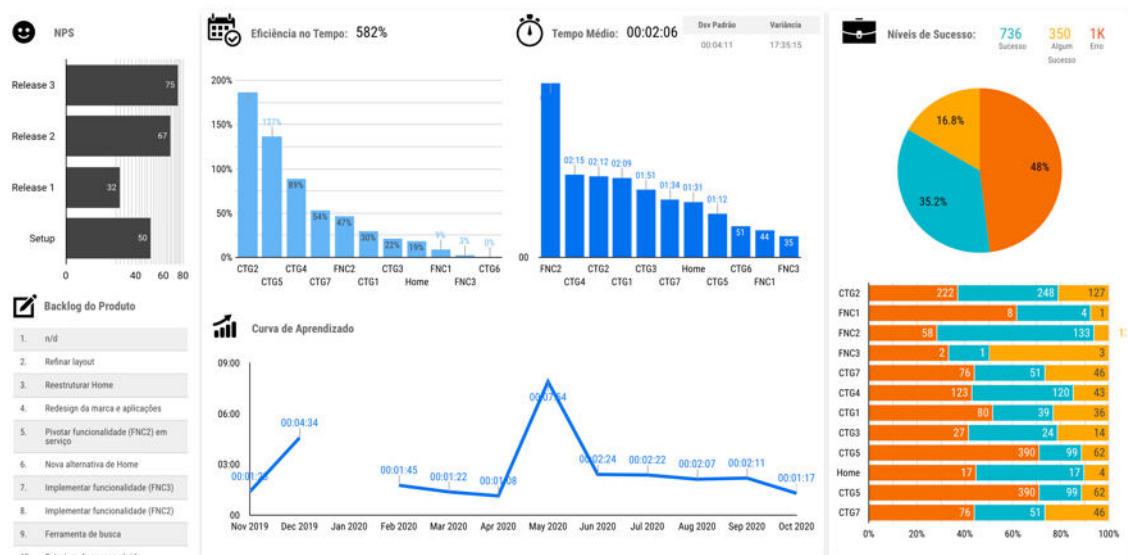 NPS
Release 3
75
Release 2
67
Release 1
32
Setup
50
0 40 60 80
Backlog do Produto
1. n/d
2. Refinar layout
3. Reestruturar Home
4. Redesign da marca e aplicações
5. Pivotar funcionalidade (FNC2) em
serviço
6. Nova alternativa de Home
7. Implementar funcionalidade (FNC3)
8. Implementar funcionalidade (FNC2)
9. Ferramenta de busca
Eficiência no Tempo: 582%
200%
150%
100%
50%
0%
137%
89%
54%
47%
30%
22%
19%
9%
3%
0%
CTG2 CTG4 FNC2 CTG3 FNC1 CTG6
CTG5 CTG7 CTG1 Home FNC3
Tempo Médio: 00:02:06
Dsv Padrão Variância
00:04:11 17:35:15
02:15 02:12 02:09
01:51
01:34 01:31
01:12
51
44
35
00
FNC2 CTG2 CTG3 Home CTG6 FNC3
CTG4 CTG1 CTG7 CTG5 FNC1
Curva de Aprendizado
09:00
06:00
03:00
00
00:04:34
00:01:45
00:01:22
00:01:08
00:07:54
00:02:24
00:02:22
00:02:07
00:02:11
00:01:17
Nov 2019 Dec 2019 Jan 2020 Feb 2020 Mar 2020 Apr 2020 May 2020 Jun 2020 Jul 2020 Aug 2020 Sep 2020 Oct 2020
Níveis de Sucesso:
736 350 1K
Sucesso Algum Erro
Sucesso
16.8%
48%
35.2%
CTG2 222 248 127
FNC1 8 4 1
FNC2 58 133
FNC3 2 1 3
CTG7 76 51 46
CTG4 123 120 43
CTG1 80 39 36
CTG3 27 24 14
CTG5 390 99 62
Home 17 17 4
CTG5 390 99 62
CTG7 76 51 46
0% 20% 40% 60% 80% 100%